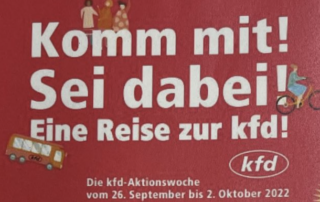 Komm mit!
Sei dabei!
Eine Reise zur kfd!
kfd
Die kfd-Aktionswoche
vom 26. September bis 2. Oktober 2022